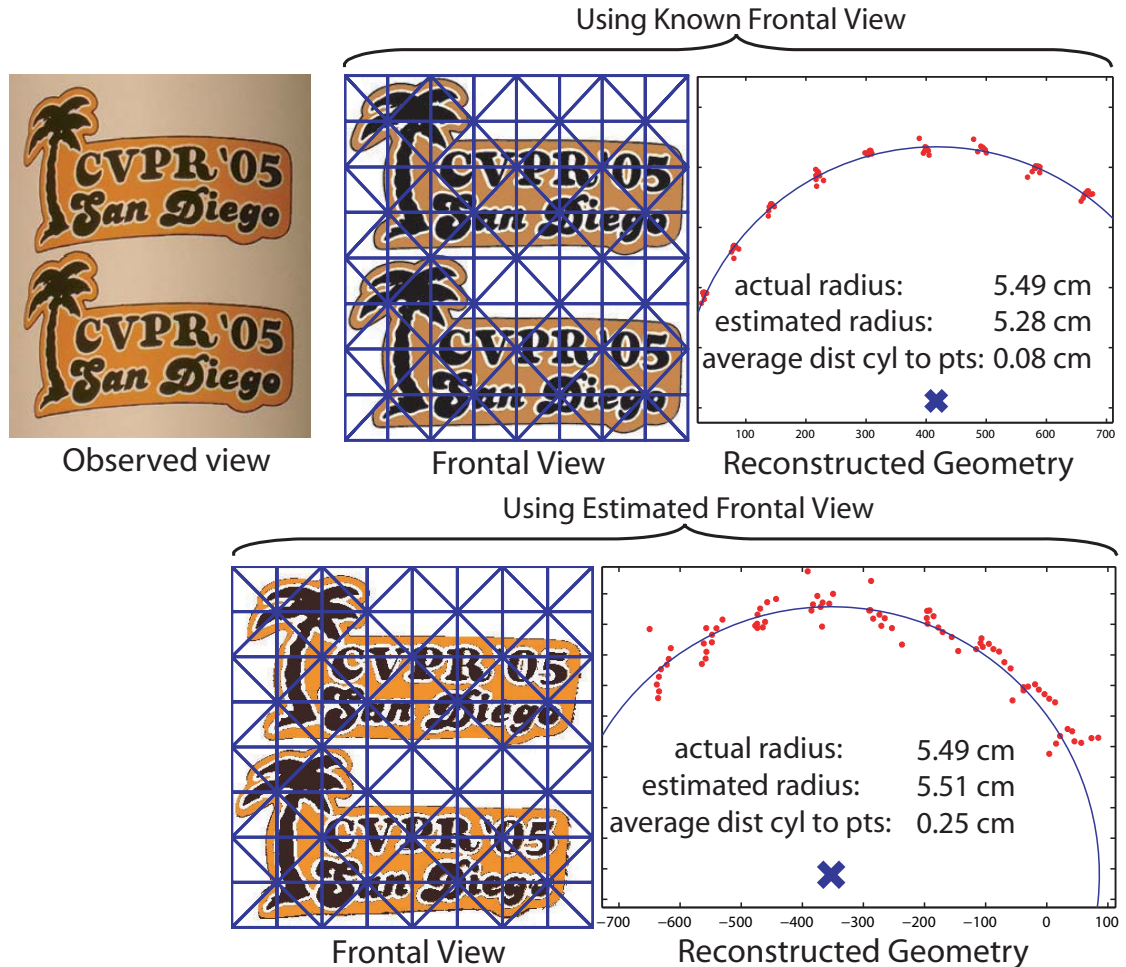 Using Known Frontal View
CVPR '05
San Diego
CVPR '05
San Diego
Observed view
CVPR '05
San Diego
CVPR '05
San Diego
Frontal View
actual radius: 5.49 cm
estimated radius: 5.28 cm
average dist cyl to pts: 0.08 cm
100 200 300 400 500 600 700
Reconstructed Geometry
Using Estimated Frontal View
CVPR '05
San Diego
CVPR '05
San Diego
Frontal View
actual radius: 5.49 cm
estimated radius: 5.51 cm
average dist cyl to pts: 0.25 cm
−700 −600 −500 −400 −300 −200 −100 0
Reconstructed Geometry